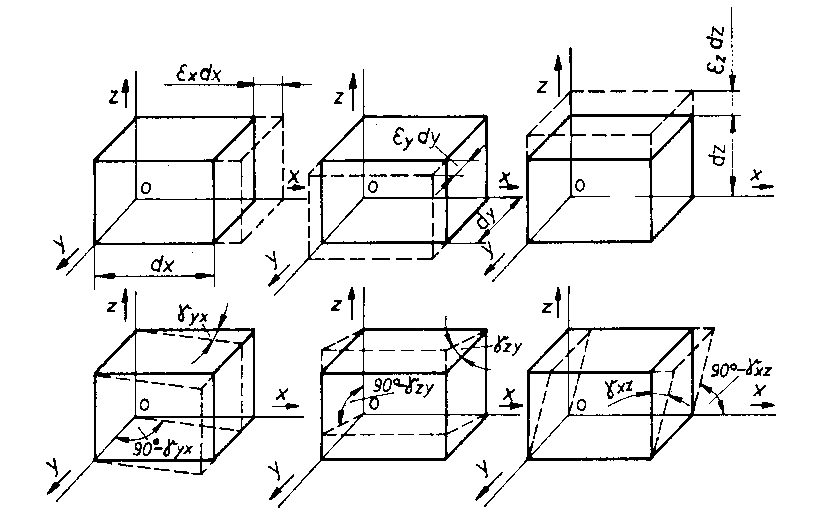 εx dx
z
O
x
y
dx
z
εy dy
O
x
dy
y
εz dz
z
dz
O
x
y
z
γyx
O
x
90°-γyx
y
z
γzy
90°-γzy
O
x
y
z
γxz
90°-γxz
O
x
y